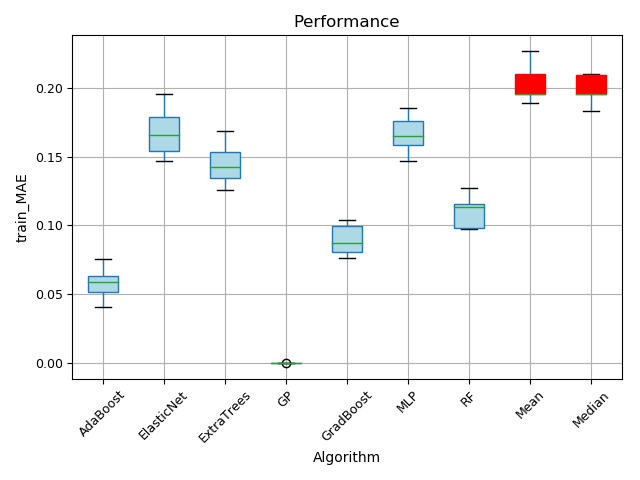 Performance
train_MAE
0.20
0.15
0.10
0.05
0.00
AdaBoost
ElasticNet
ExtraTrees
GP
GradBoost
MLP
RF
Mean
Median
Algorithm